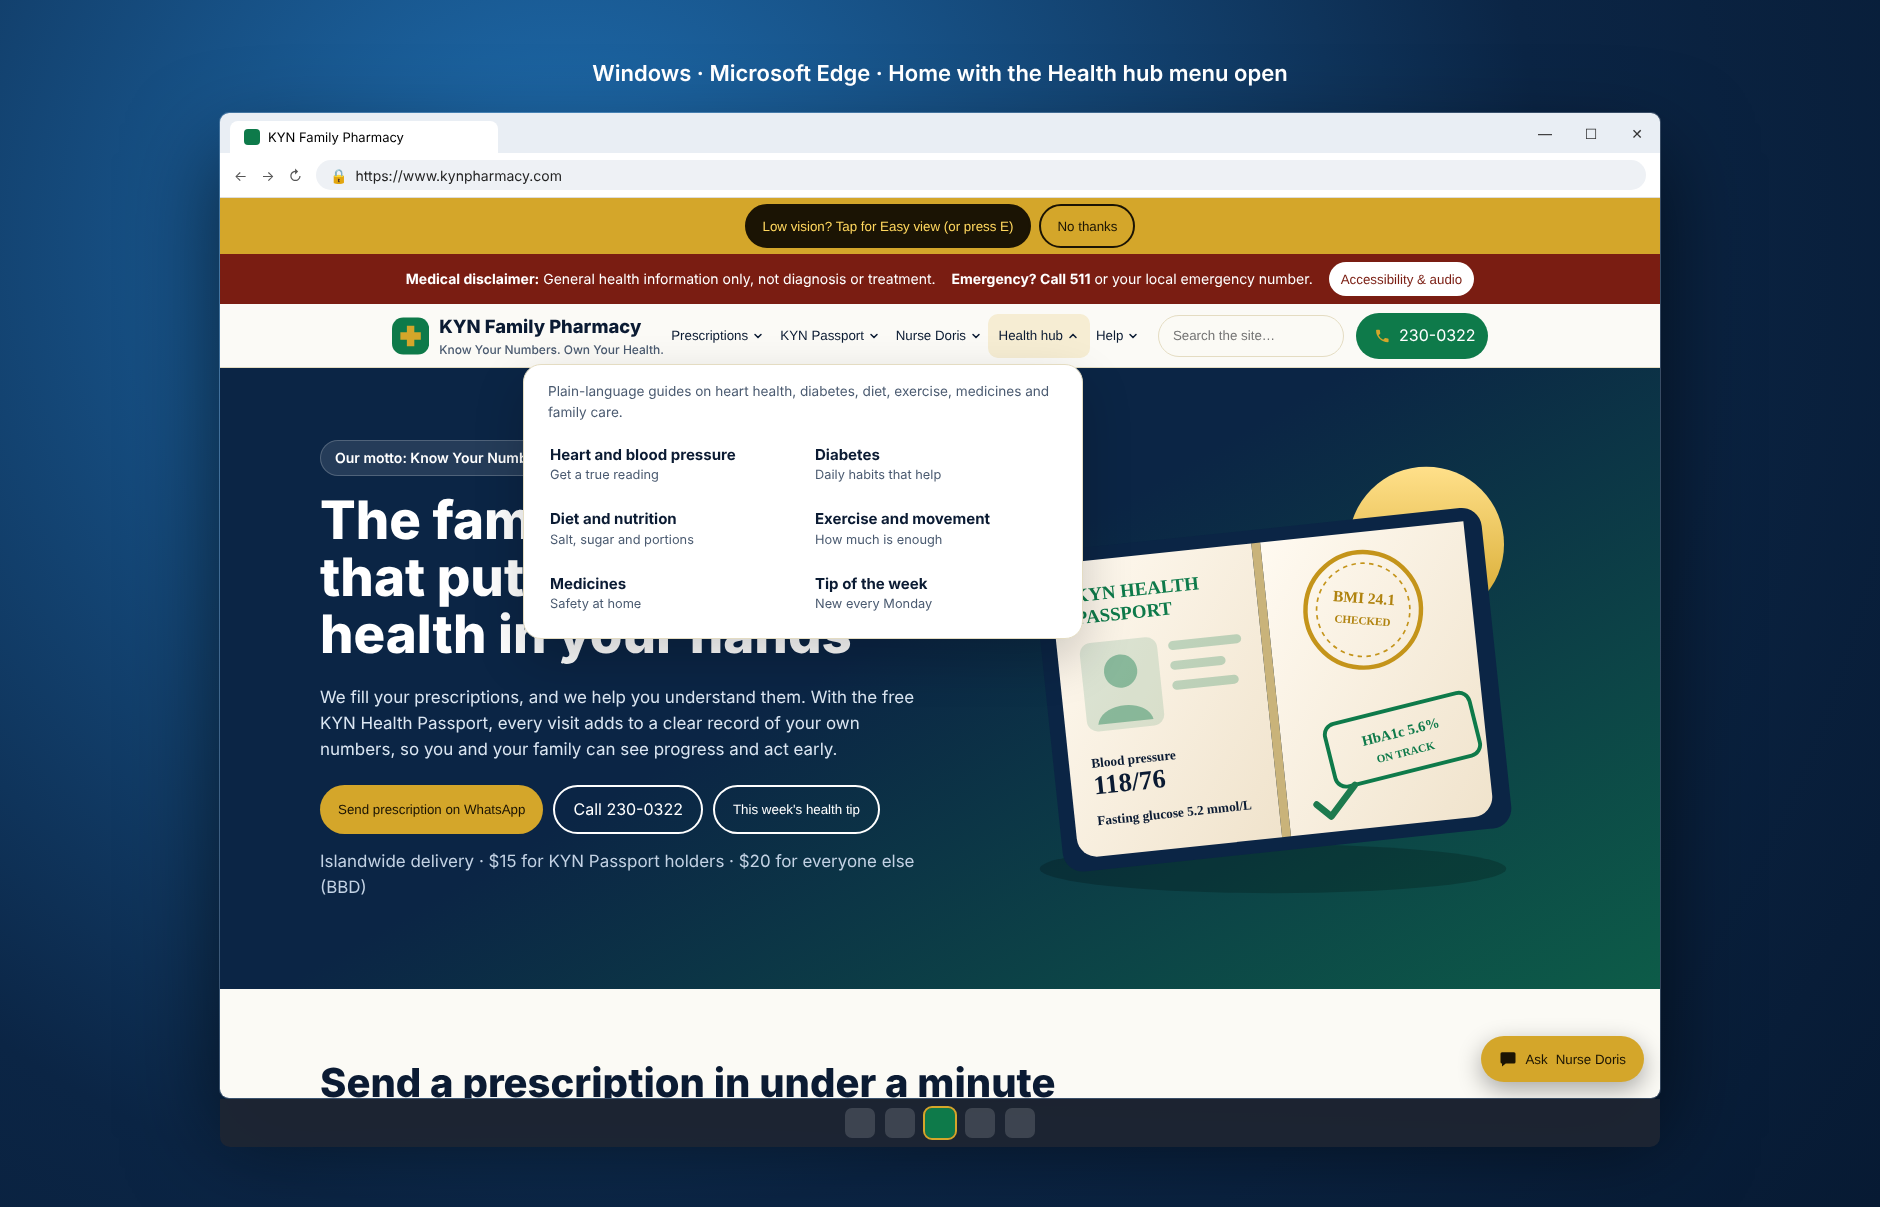 Windows · Microsoft Edge · Home with the Health hub menu open
KYN Family Pharmacy
https://www.kynpharmacy.com
Low vision? Tap for Easy view (or press E)
No thanks
Medical disclaimer: General health information only, not diagnosis or treatment. Emergency? Call 511 or your local emergency number.
Accessibility & audio
KYN Family Pharmacy
Know Your Numbers. Own Your Health.
Prescriptions
KYN Passport
Nurse Doris
Health hub
Help
Search the site...
230-0322
Plain-language guides on heart health, diabetes, diet, exercise, medicines and
family care.
Heart and blood pressure
Get a true reading
Diabetes
Daily habits that help
Diet and nutrition
Salt, sugar and portions
Exercise and movement
How much is enough
Medicines
Safety at home
Tip of the week
New every Monday
Our motto: Know Your
The
that
health in your hands
We fill your prescriptions, and we help you understand them. With the free
KYN Health Passport, every visit adds to a clear record of your own
numbers, so you and your family can see progress and act early.
Send prescription on WhatsApp
Call 230-0322
This week's health tip
Islandwide delivery · $15 for KYN Passport holders · $20 for everyone else
(BBD)
KYN HEALTH
PASSPORT
Blood pressure
118/76
Fasting glucose 5.2 mmol/L
BMI 24.1
CHECKED
HbA1c 5.6%
ON TRACK
Send a prescription in under a minute
Ask Nurse Doris